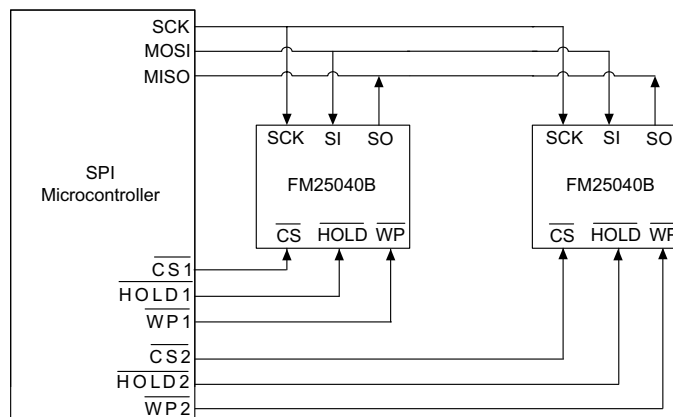 SCK
MOSI
MISO
SCK SI SO
SCK SI SO
SPI
Microcontroller
FM25040B
FM25040B
CS HOLD WP
CS HOLD WP
CS1
HOLD1
WP1
CS2
HOLD2
WP2